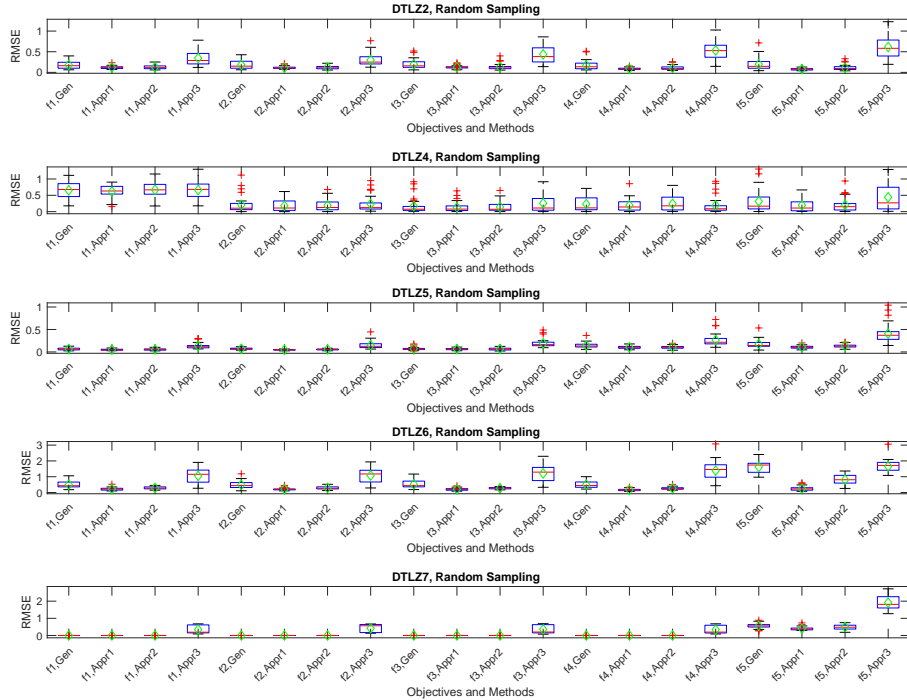 DTLZ2, Random Sampling
RMSE
1
0.5
0
f1,Gen f1,Appr1 f1,Appr2 f1,Appr3 f2,Gen f2,Appr1 f2,Appr2 f2,Appr3 f3,Gen f3,Appr1 f3,Appr2 f3,Appr3 f4,Gen f4,Appr1 f4,Appr2 f4,Appr3 f5,Gen f5,Appr1 f5,Appr2 f5,Appr3
Objectives and Methods
DTLZ4, Random Sampling
RMSE
1
0.5
0
f1,Gen f1,Appr1 f1,Appr2 f1,Appr3 f2,Gen f2,Appr1 f2,Appr2 f2,Appr3 f3,Gen f3,Appr1 f3,Appr2 f3,Appr3 f4,Gen f4,Appr1 f4,Appr2 f4,Appr3 f5,Gen f5,Appr1 f5,Appr2 f5,Appr3
Objectives and Methods
DTLZ5, Random Sampling
RMSE
1
0.5
0
f1,Gen f1,Appr1 f1,Appr2 f1,Appr3 f2,Gen f2,Appr1 f2,Appr2 f2,Appr3 f3,Gen f3,Appr1 f3,Appr2 f3,Appr3 f4,Gen f4,Appr1 f4,Appr2 f4,Appr3 f5,Gen f5,Appr1 f5,Appr2 f5,Appr3
Objectives and Methods
DTLZ6, Random Sampling
RMSE
3
2
1
0
f1,Gen f1,Appr1 f1,Appr2 f1,Appr3 f2,Gen f2,Appr1 f2,Appr2 f2,Appr3 f3,Gen f3,Appr1 f3,Appr2 f3,Appr3 f4,Gen f4,Appr1 f4,Appr2 f4,Appr3 f5,Gen f5,Appr1 f5,Appr2 f5,Appr3
Objectives and Methods
DTLZ7, Random Sampling
RMSE
2
1
0
f1,Gen f1,Appr1 f1,Appr2 f1,Appr3 f2,Gen f2,Appr1 f2,Appr2 f2,Appr3 f3,Gen f3,Appr1 f3,Appr2 f3,Appr3 f4,Gen f4,Appr1 f4,Appr2 f4,Appr3 f5,Gen f5,Appr1 f5,Appr2 f5,Appr3
Objectives and Methods